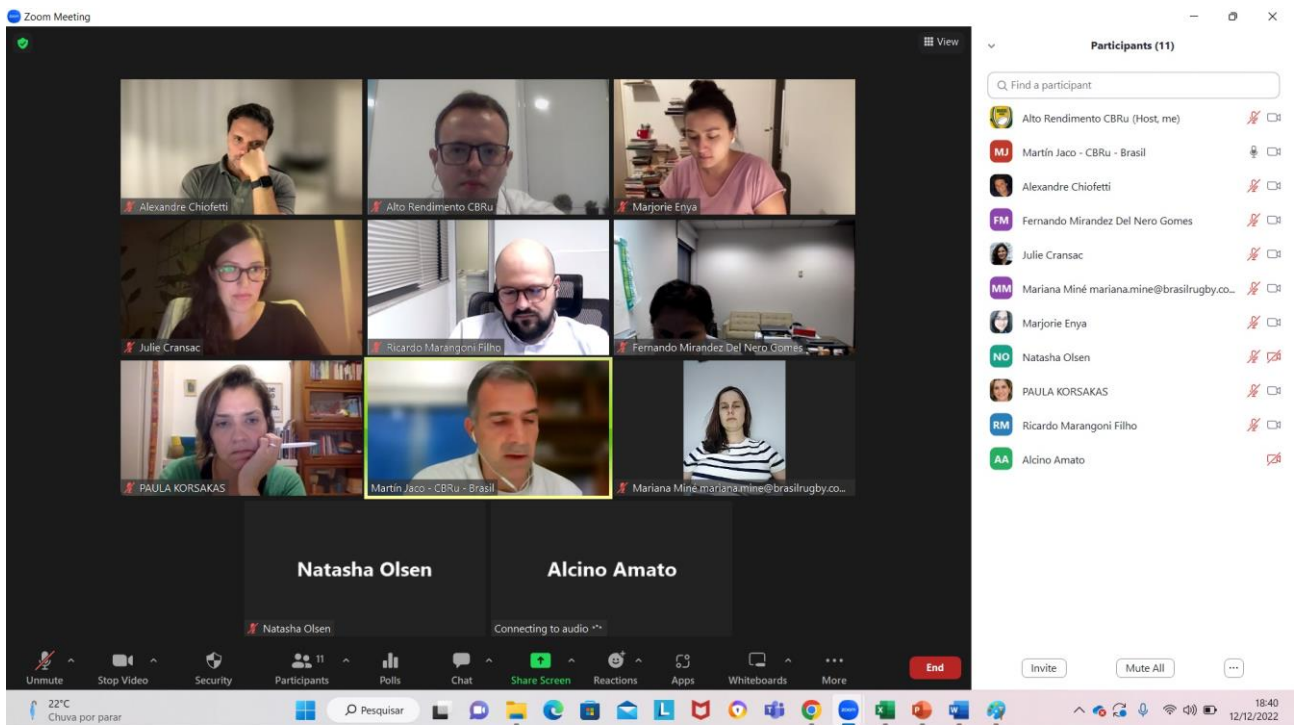 Zoom Meeting
View
Alexandre Chiofetti
Alto Rendimento CBRu
Marjorie Enya
Julie Cransac
Ricardo Marangoni Filho
Fernando Mirandez Del Nero Gomes
PAULA KORSAKAS
Martín Jaco - CBRu - Brasil
Mariana Miné mariana.mine@brasilrugby.co...
Natasha Olsen
Alcino Amato
Natasha Olsen
Connecting to audio
Unmute
Stop Video
Security
11
Participants
Polls
Chat
Share Screen
Reactions
Apps
Whiteboards
More
End
Participants (11)
Find a participant
Alto Rendimento CBRu (Host, me)
MJ Martín Jaco - CBRu - Brasil
Alexandre Chiofetti
FM Fernando Mirandez Del Nero Gomes
Julie Cransac
MM Mariana Miné mariana.mine@brasilrugby.co...
Marjorie Enya
NO Natasha Olsen
PAULA KORSAKAS
RM Ricardo Marangoni Filho
AA Alcino Amato
Invite
Mute All
...
22°C
Chuva por parar
Pesquisar
18:40
12/12/2022